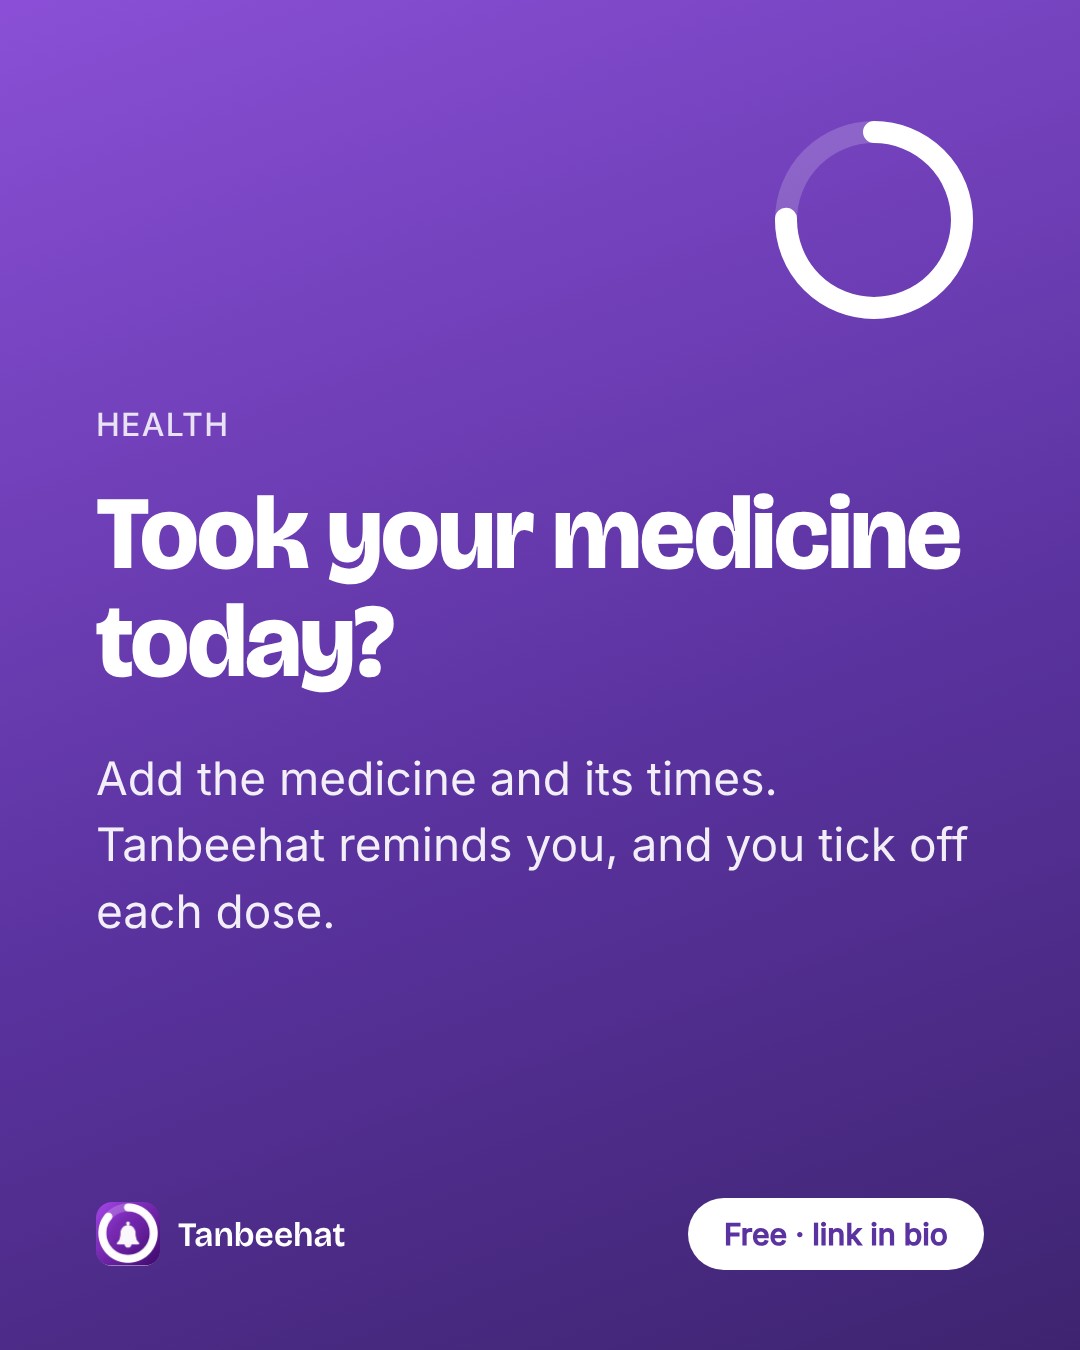 HEALTH
Took your medicine
today?
Add the medicine and its times.
Tanbeehat reminds you, and you tick off
each dose.
Tanbeehat
Free · link in bio